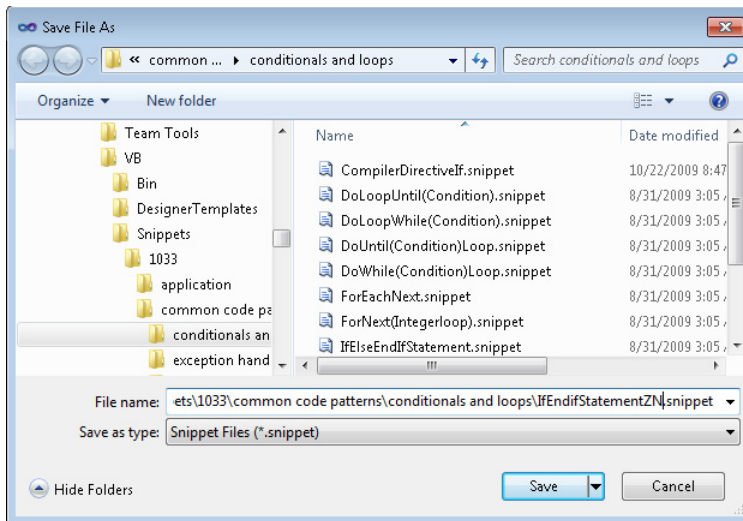 Save File As
« common ... ▸ conditionals and loops
Search conditionals and loops
Organize ▾ New folder
Team Tools
VB
Bin
DesignerTemplates
Snippets
1033
application
common code pa
conditionals an
exception hand
Name Date modified
CompilerDirectiveIf.snippet 10/22/2009 8:47
DoLoopUntil(Condition).snippet 8/31/2009 3:05
DoLoopWhile(Condition).snippet 8/31/2009 3:05
DoUntil(Condition)Loop.snippet 8/31/2009 3:05
DoWhile(Condition)Loop.snippet 8/31/2009 3:05
ForEachNext.snippet 8/31/2009 3:05
ForNext(Integerloop).snippet 8/31/2009 3:05
IfElseEndIfStatement.snippet 8/31/2009 3:05
File name: ets\1033\common code patterns\conditionals and loops\IfEndifStatementZN.snippet
Save as type: Snippet Files (*.snippet)
Hide Folders
Save
Cancel